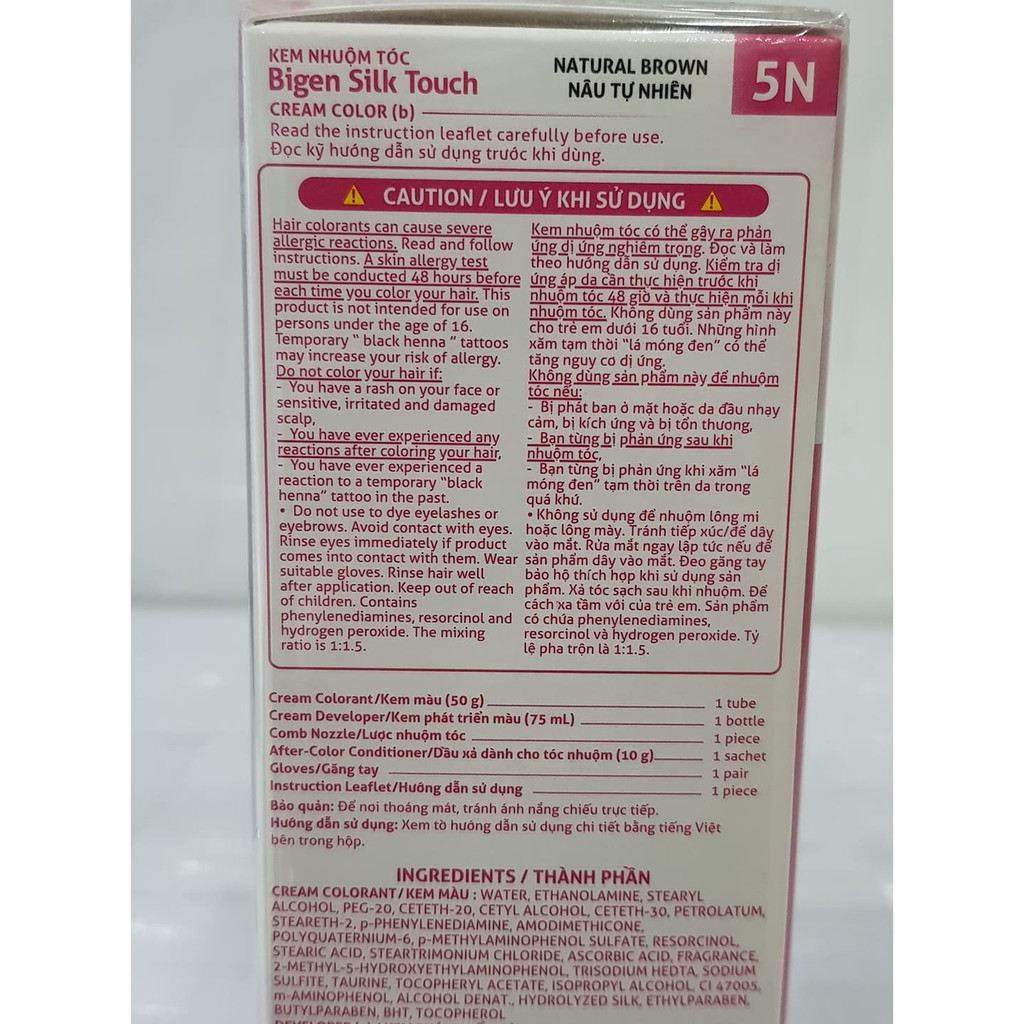 KEM NHUỘM TÓC
Bigen Silk Touch
CREAM COLOR (b)
NATURAL BROWN
NÂU TỰ NHIÊN
5N
Read the instruction leaflet carefully before use.
Đọc kỹ hướng dẫn sử dụng trước khi dùng.
CAUTION / LƯU Ý KHI SỬ DỤNG
Hair colorants can cause severe
allergic reactions. Read and follow
instructions. A skin allergy test
must be conducted 48 hours before
each time you color your hair. This
product is not intended for use on
persons under the age of 16.
Temporary " black henna " tattoos
may increase your risk of allergy.
Do not color your hair if:
- You have a rash on your face or
sensitive, irritated and damaged
scalp,
- You have ever experienced any
reactions after coloring your hair,
- You have ever experienced a
reaction to a temporary "black
henna" tattoo in the past.
• Do not use to dye eyelashes or
eyebrows. Avoid contact with eyes.
Rinse eyes immediately if product
comes into contact with them. Wear
suitable gloves. Rinse hair well
after application. Keep out of reach
of children. Contains
phenylenediamines, resorcinol and
hydrogen peroxide. The mixing
ratio is 1:1.5.
Kem nhuộm tóc có thể gây ra phản
ứng dị ứng nghiêm trọng. Đọc và làm
theo hướng dẫn sử dụng. Kiểm tra dị
ứng áp da cần thực hiện trước khi
nhuộm tóc 48 giờ và thực hiện mỗi khi
nhuộm tóc. Không dùng sản phẩm này
cho trẻ em dưới 16 tuổi. Những hình
xăm tạm thời "lá móng đen" có thể
tăng nguy cơ dị ứng.
Không dùng sản phẩm này để nhuộm
tóc nếu:
- Bị phát ban ở mặt hoặc da đầu nhạy
cảm, bị kích ứng và bị tổn thương,
- Bạn từng bị phản ứng sau khi
nhuộm tóc,
- Bạn từng bị phản ứng khi xăm "lá
móng đen" tạm thời trên da trong
quá khứ.
• Không sử dụng để nhuộm lông mi
hoặc lông mày. Tránh tiếp xúc/để dây
vào mắt. Rửa mắt ngay lập tức nếu để
sản phẩm dây vào mắt. Đeo găng tay
bảo hộ thích hợp khi sử dụng sản
phẩm. Xả tóc sạch sau khi nhuộm. Để
cách xa tầm với của trẻ em. Sản phẩm
có chứa phenylenediamines,
resorcinol và hydrogen peroxide. Tỷ
lệ pha trộn là 1:1.5.
Cream Colorant/Kem màu (50 g) 1 tube
Cream Developer/Kem phát triển màu (75 mL) 1 bottle
Comb Nozzle/Lược nhuộm tóc 1 piece
After-Color Conditioner/Dầu xả dành cho tóc nhuộm (10 g) 1 sachet
Gloves/Găng tay 1 pair
Instruction Leaflet/Hướng dẫn sử dụng 1 piece
Bảo quản: Để nơi thoáng mát, tránh ánh nắng chiếu trực tiếp.
Hướng dẫn sử dụng: Xem tờ hướng dẫn sử dụng chi tiết bằng tiếng Việt
bên trong hộp.
INGREDIENTS / THÀNH PHẦN
CREAM COLORANT/KEM MÀU : WATER, ETHANOLAMINE, STEARYL
ALCOHOL, PEG-20, CETETH-20, CETYL ALCOHOL, CETETH-30, PETROLATUM,
STEARETH-2, p-PHENYLENEDIAMINE, AMODIMETHICONE,
POLYQUATERNIUM-6, p-METHYLAMINOPHENOL SULFATE, RESORCINOL,
STEARIC ACID, STEARTRIMONIUM CHLORIDE, ASCORBIC ACID, FRAGRANCE,
2-METHYL-5-HYDROXYETHYLAMINOPHENOL, TRISODIUM HEDTA, SODIUM
SULFITE, TAURINE, TOCOPHERYL ACETATE, ISOPROPYL ALCOHOL, CI 47005,
m-AMINOPHENOL, ALCOHOL DENAT., HYDROLYZED SILK, ETHYLPARABEN,
BUTYLPARABEN, BHT, TOCOPHEROL